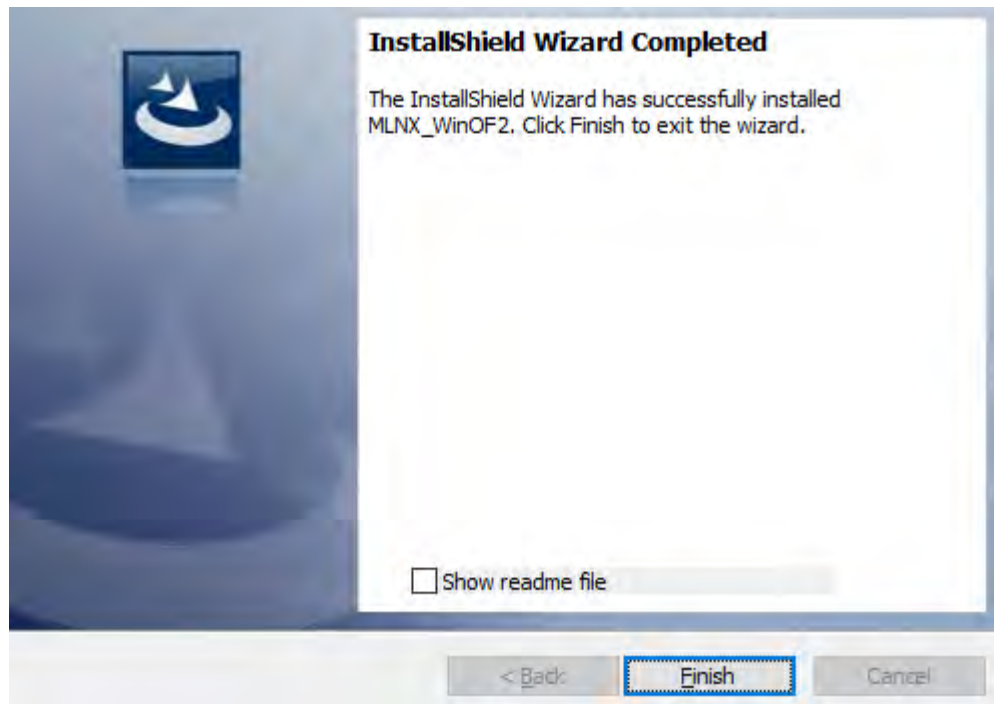 InstallShield Wizard Completed
The InstallShield Wizard has successfully installed
MLNX_WinOF2. Click Finish to exit the wizard.
Show readme file
< Back
Finish
Cancel